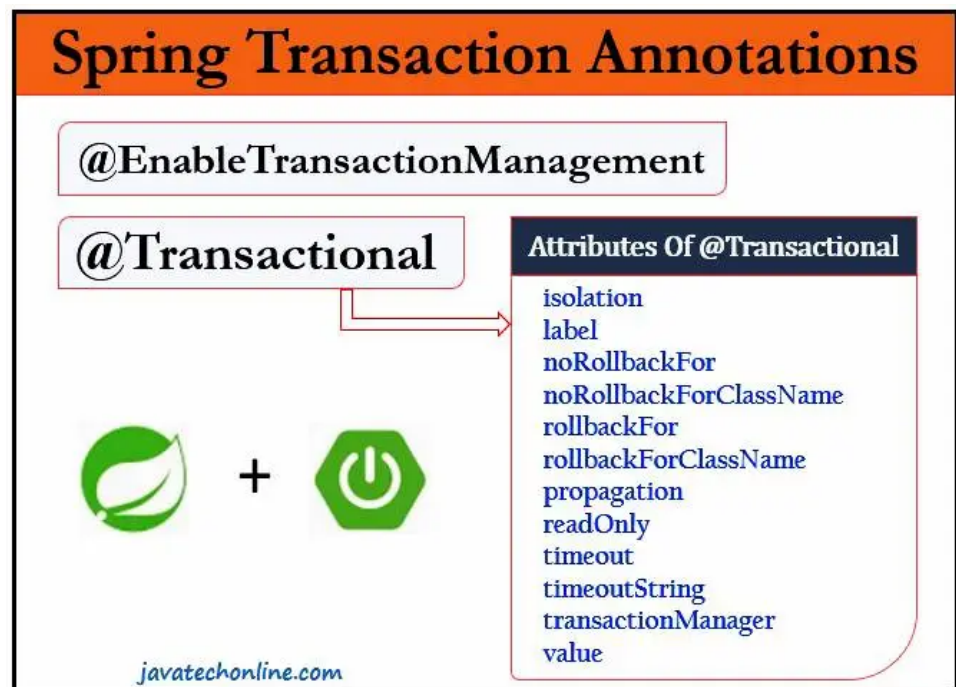 Spring Transaction Annotations
@EnableTransactionManagement
@Transactional
Attributes Of @Transactional
isolation
label
noRollbackFor
noRollbackForClassName
rollbackFor
rollbackForClassName
propagation
readOnly
timeout
timeoutString
transactionManager
value
+
javatechonline.com